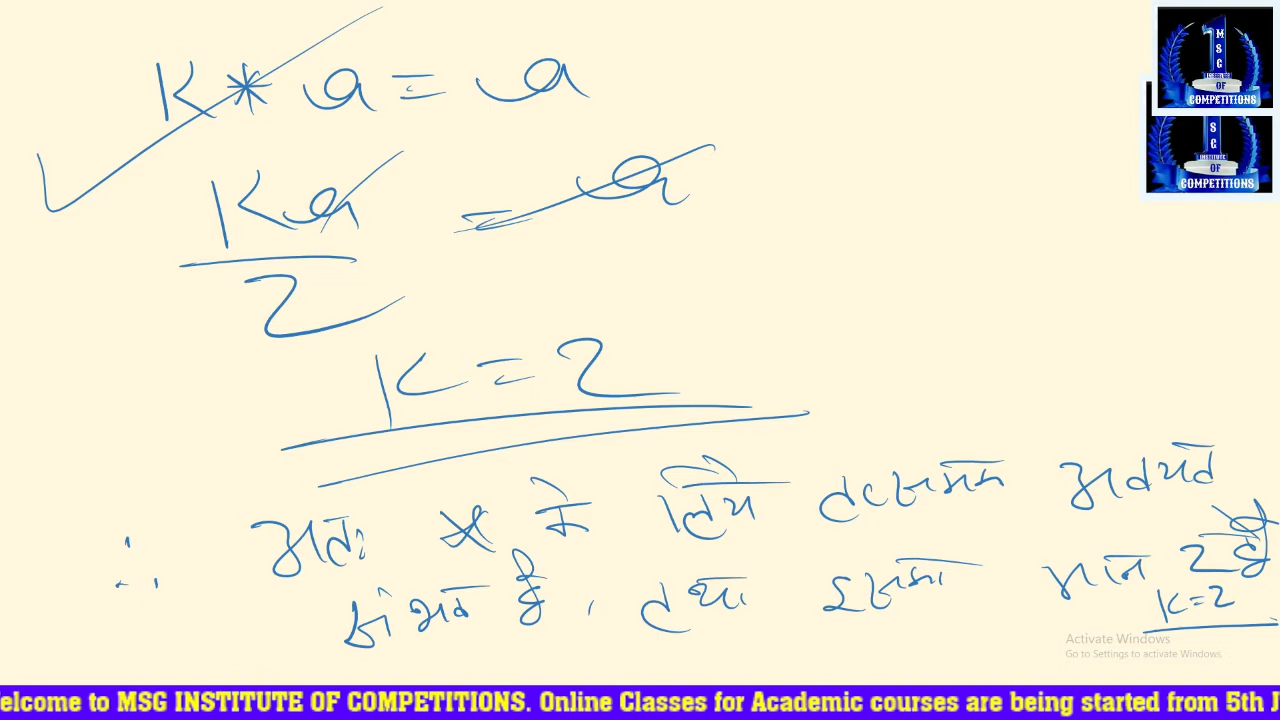 K * a = a
Ka/2 = a
K = 2
∴ अतः * के लिए तत्समक अवयव
संभव है, तथा इसका मान 2 है
K = 2
MSG
INSTITUTE
OF
COMPETITIONS
SG
INSTITUTE
OF
COMPETITIONS
Activate Windows
Go to Settings to activate Windows.
elcome to MSG INSTITUTE OF COMPETITIONS. Online Classes for Academic courses are being started from 5th J